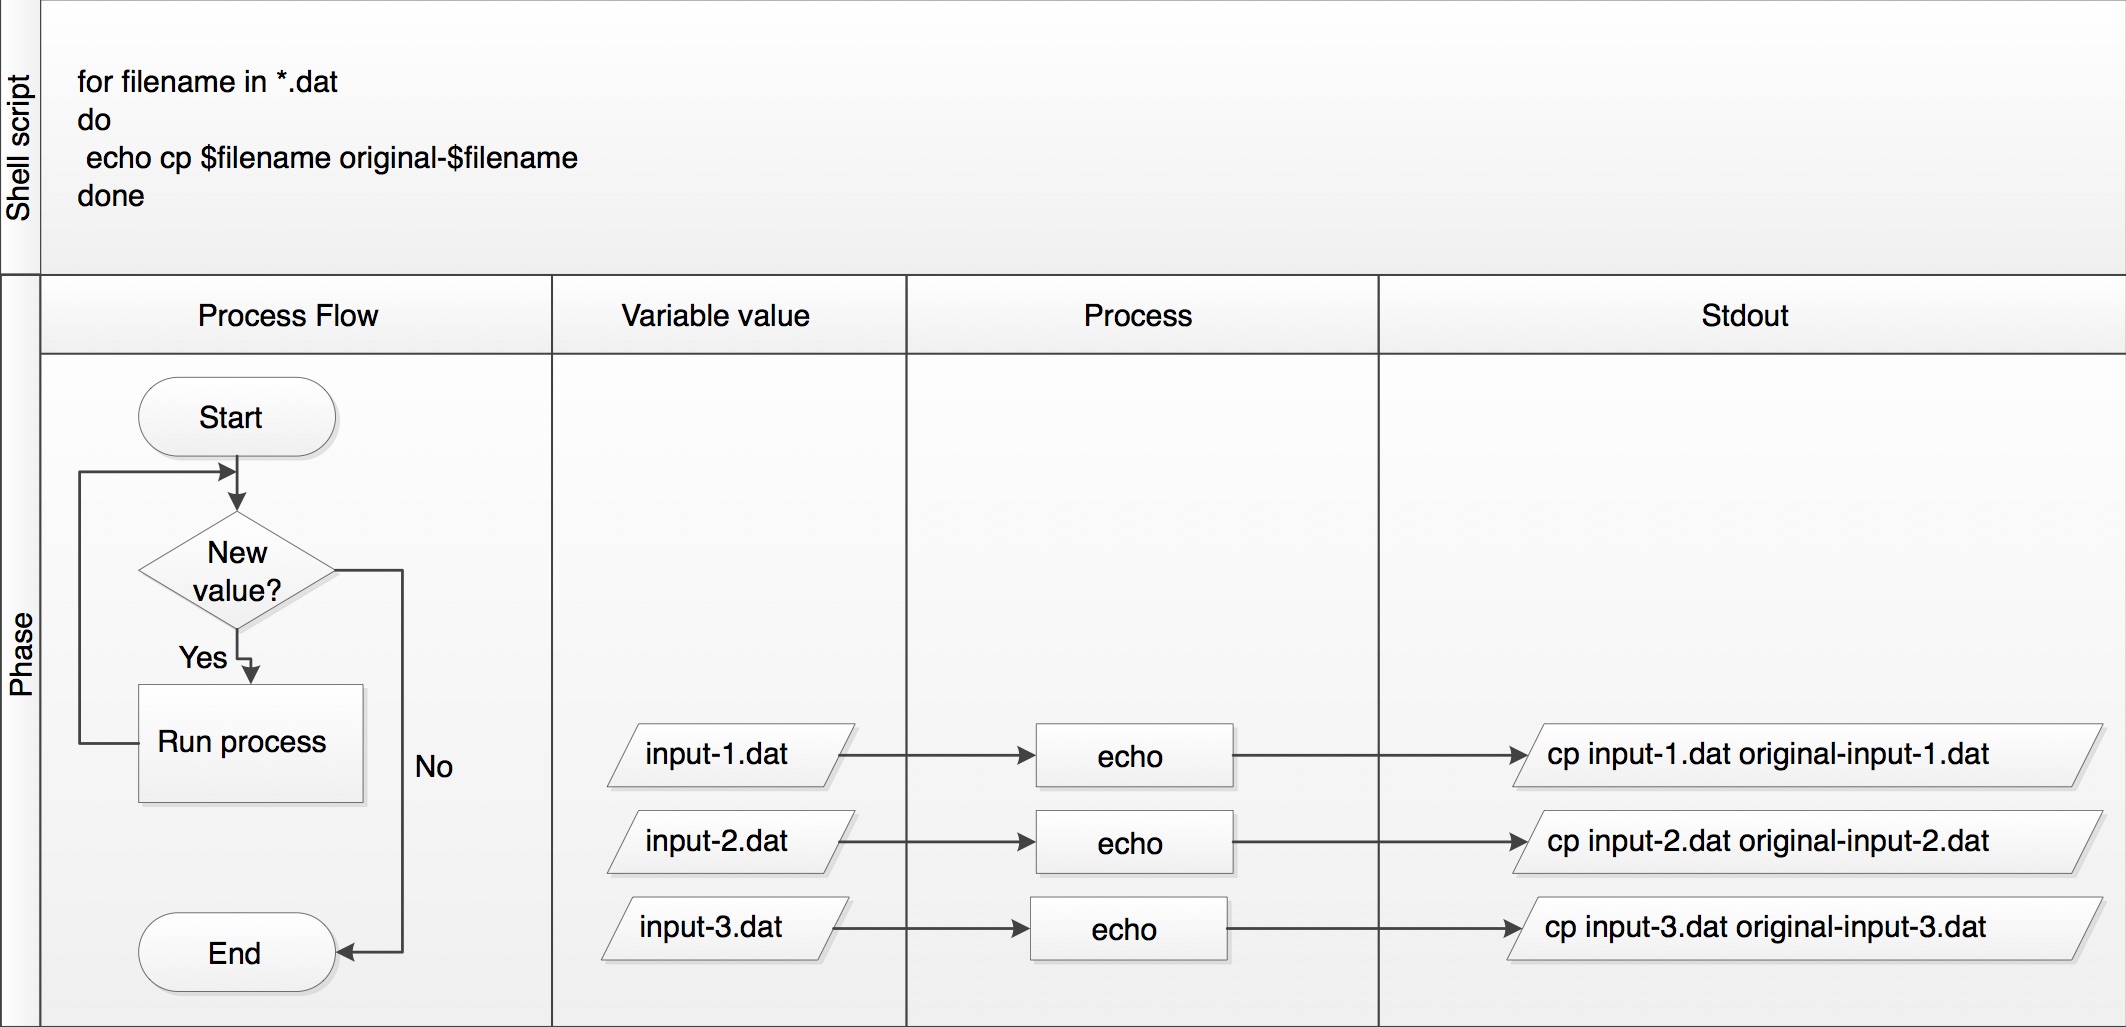 Shell script
for filename in *.dat
do
echo cp $filename original-$filename
done
Phase
Process Flow
Variable value
Process
Stdout
Start
New
value?
Yes
Run process
No
End
input-1.dat
echo
cp input-1.dat original-input-1.dat
input-2.dat
echo
cp input-2.dat original-input-2.dat
input-3.dat
echo
cp input-3.dat original-input-3.dat